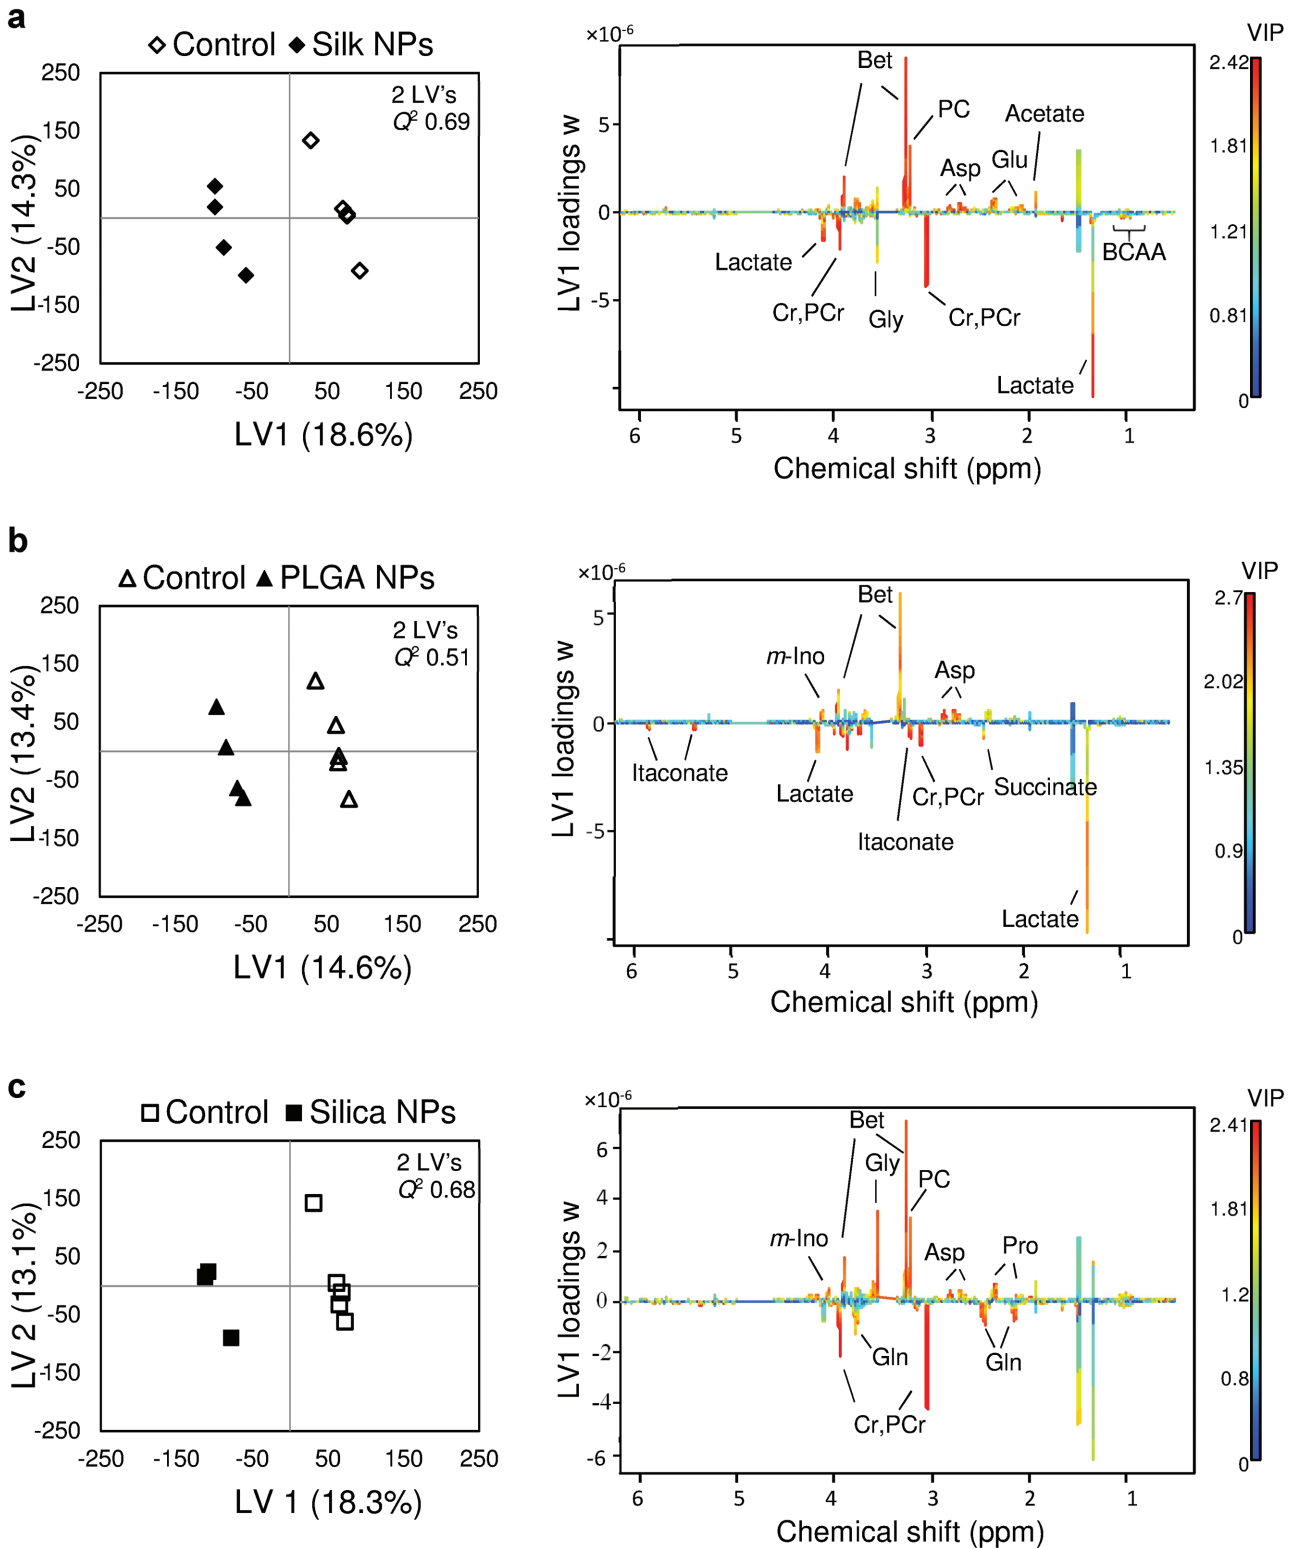 a
Control Silk NPs
250
150
50
-50
-150
-250
LV2 (14.3%)
2 LV's
Q² 0.69
-250 -150 -50 50 150 250
LV1 (18.6%)
×10⁻⁶
5
0
-5
LV1 loadings w
Bet
PC
Acetate
Asp
Glu
Lactate
Cr,PCr
Gly
Cr,PCr
BCAA
Lactate
6 5 4 3 2 1
Chemical shift (ppm)
VIP
2.42
1.81
1.21
0.81
0
b
Control PLGA NPs
250
150
50
-50
-150
-250
LV2 (13.4%)
2 LV's
Q² 0.51
-250 -150 -50 50 150 250
LV1 (14.6%)
×10⁻⁶
5
0
-5
LV1 loadings w
Bet
m-Ino
Asp
Itaconate
Lactate
Cr,PCr
Succinate
Itaconate
Lactate
6 5 4 3 2 1
Chemical shift (ppm)
VIP
2.7
2.02
1.35
0.9
0
c
Control Silica NPs
250
150
50
-50
-150
-250
LV 2 (13.1%)
2 LV's
Q² 0.68
-250 -150 -50 50 150 250
LV 1 (18.3%)
×10⁻⁶
6
4
2
0
-2
-4
-6
LV1 loadings w
Bet
Gly
PC
m-Ino
Asp
Pro
Gln
Gln
Cr,PCr
6 5 4 3 2 1
Chemical shift (ppm)
VIP
2.41
1.81
1.2
0.8
0